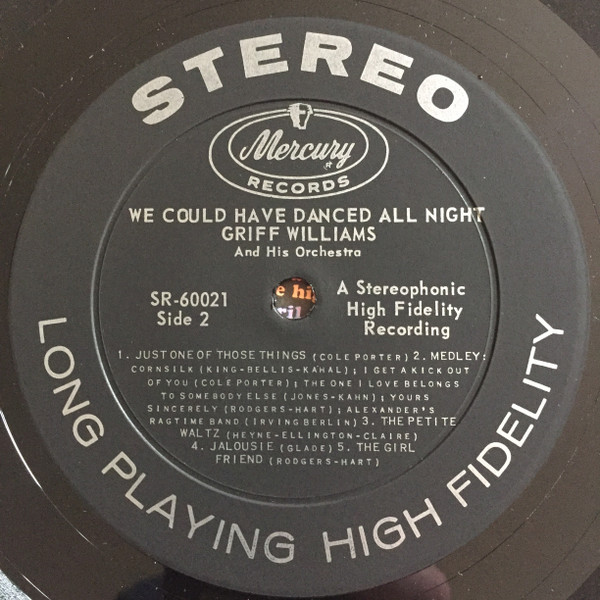 STEREO
Mercury
RECORDS
WE COULD HAVE DANCED ALL NIGHT
GRIFF WILLIAMS
And His Orchestra
SR-60021
Side 2
A Stereophonic
High Fidelity
Recording
1. JUST ONE OF THOSE THINGS (COLE PORTER) 2. MEDLEY:
CORNSILK (KING-BELLIS-KAHAL); I GET A KICK OUT
OF YOU (COLE PORTER); THE ONE I LOVE BELONGS
TO SOMEBODY ELSE (JONES-KAHN); YOURS
SINCERELY (RODGERS-HART); ALEXANDER'S
RAGTIME BAND (IRVING BERLIN) 3. THE PETITE
WALTZ (HEYNE-ELLINGTON-CLAIRE)
4. JALOUSIE (GLADE) 5. THE GIRL
FRIEND (RODGERS-HART)
LONG PLAYING HIGH FIDELITY